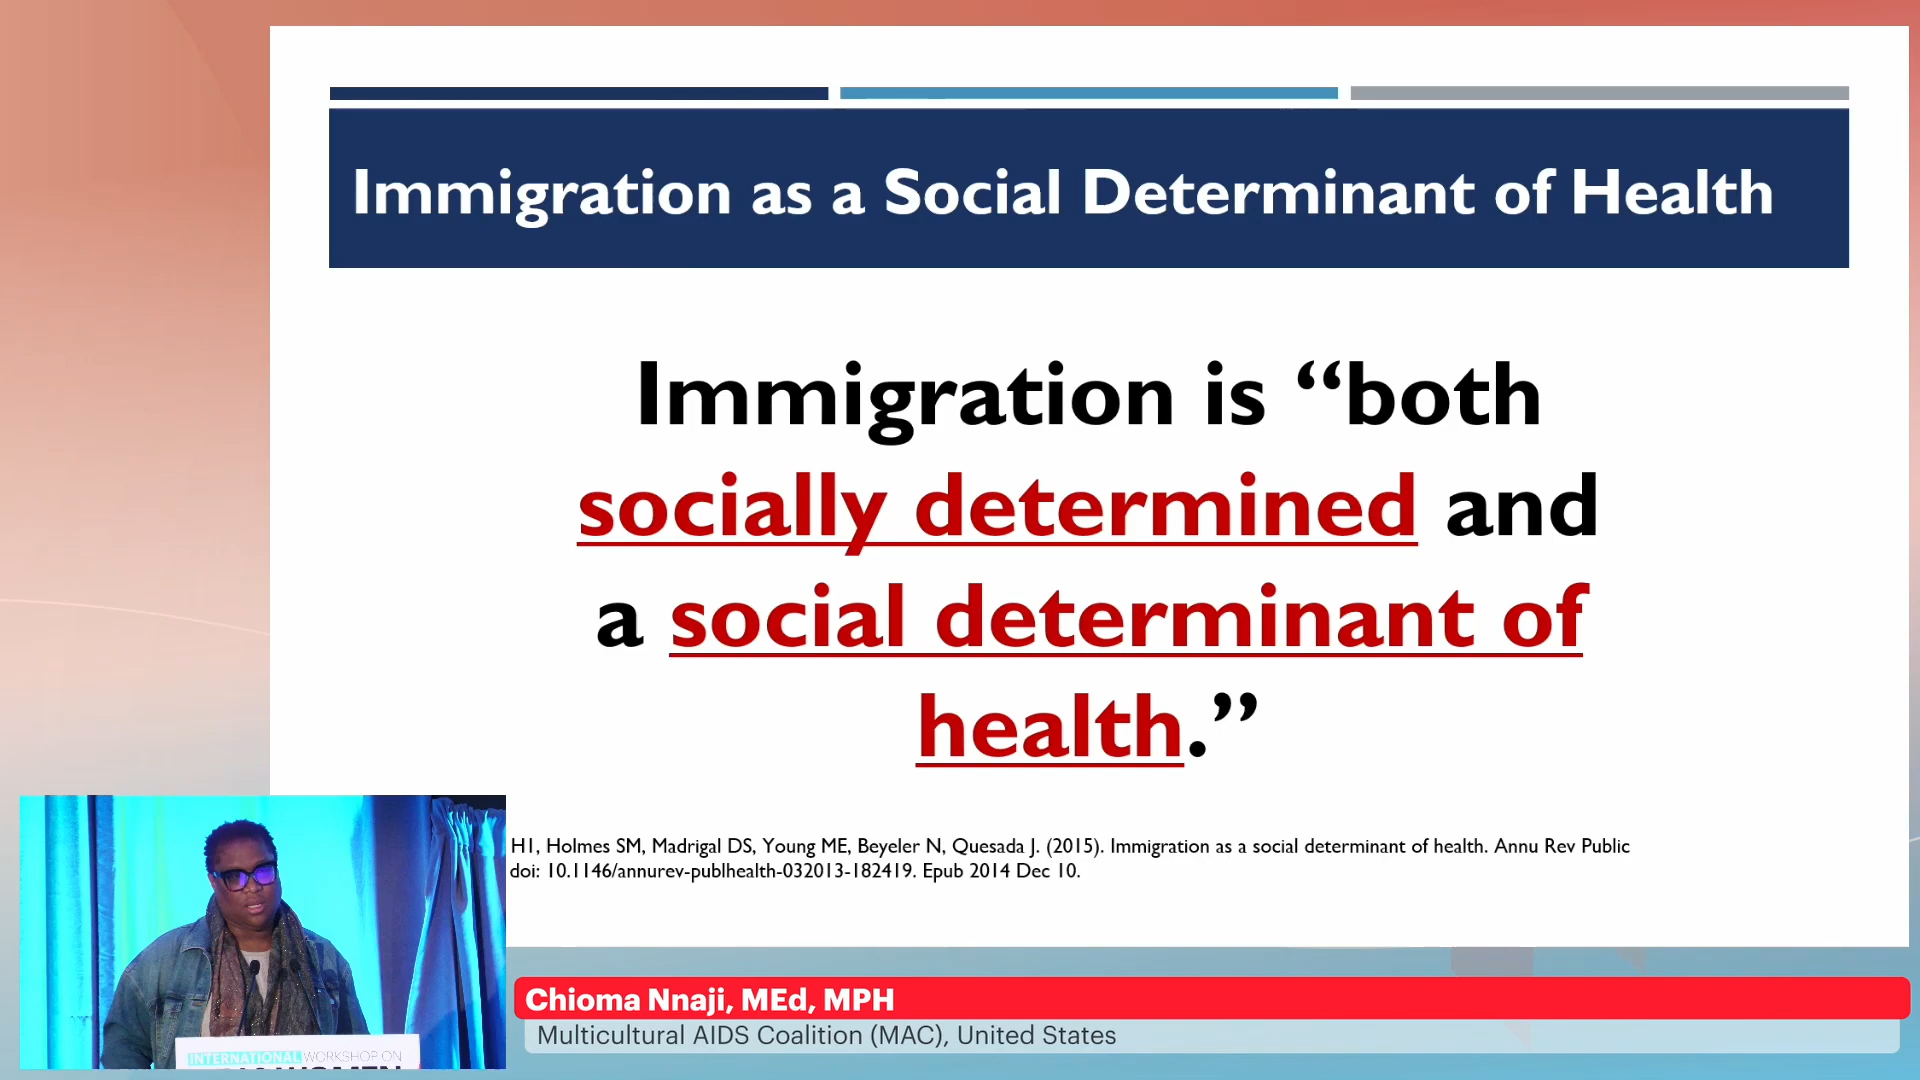 Immigration as a Social Determinant of Health
Immigration is “both
socially determined and
a social determinant of
health.”
H1, Holmes SM, Madrigal DS, Young ME, Beyeler N, Quesada J. (2015). Immigration as a social determinant of health. Annu Rev Public
doi: 10.1146/annurev-publhealth-032013-182419. Epub 2014 Dec 10.
Chioma Nnaji, MEd, MPH
Multicultural AIDS Coalition (MAC), United States
INTERNATIONAL WORKSHOP ON
WOMEN